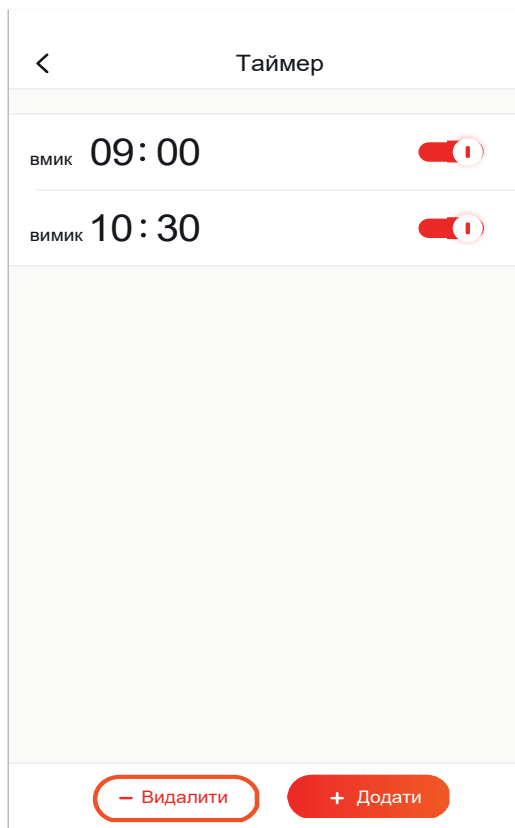 Таймер
вмик 09:00
вимик 10:30
− Видалити
+ Додати